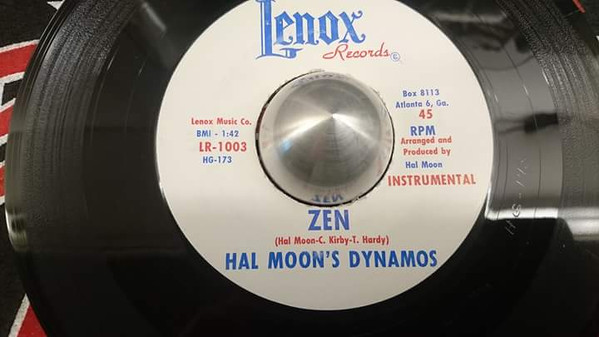 Lenox
Records ©
Lenox Music Co.
BMI - 1:42
LR-1003
HG-173
Box 8113
Atlanta 6, Ga.
45
RPM
Arranged and
Produced by
Hal Moon
INSTRUMENTAL
ZEN
(Hal Moon-C. Kirby-T. Hardy)
HAL MOON'S DYNAMOS